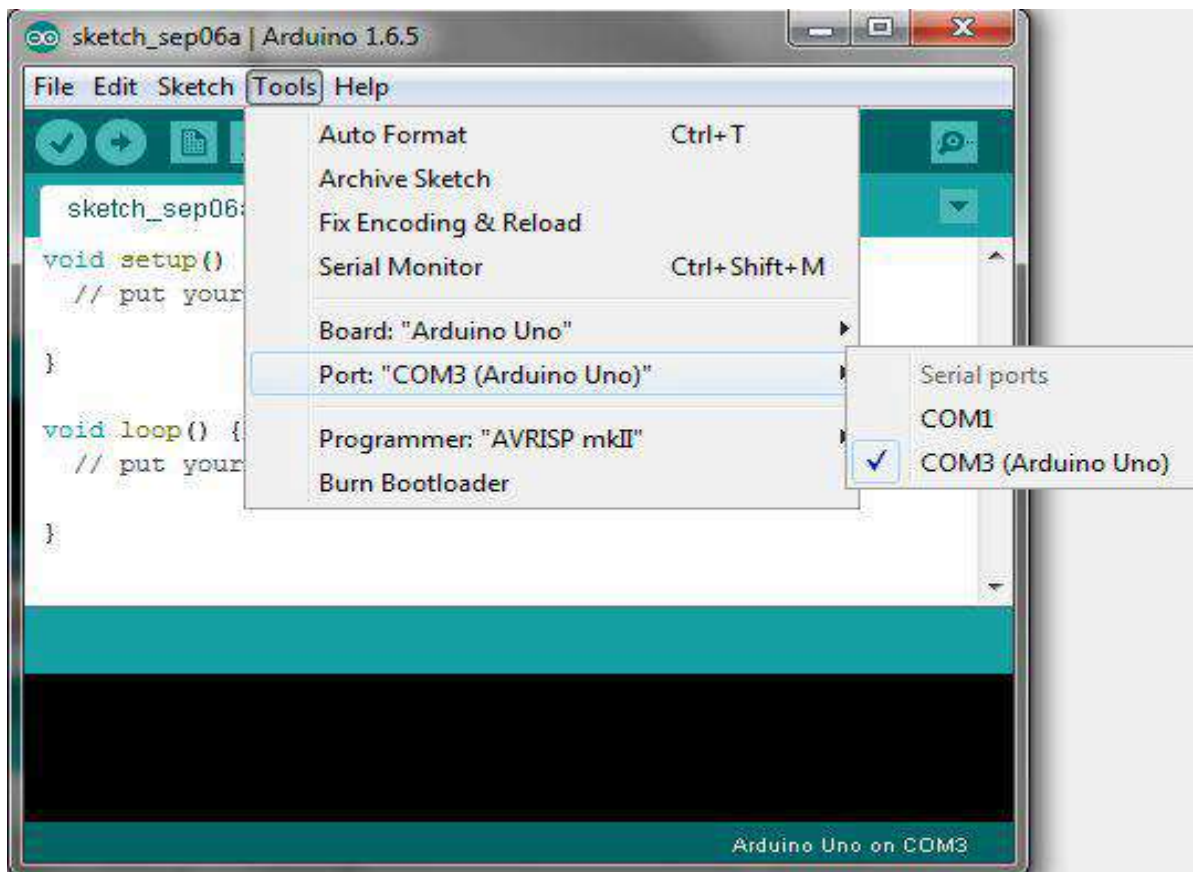 sketch_sep06a | Arduino 1.6.5
File Edit Sketch Tools Help
Auto Format Ctrl+T
Archive Sketch
sketch_sep06a
Fix Encoding & Reload
void setup()
Serial Monitor Ctrl+Shift+M
// put your
Board: "Arduino Uno"
}
Port: "COM3 (Arduino Uno)"
Serial ports
COM1
void loop() {
Programmer: "AVRISP mkII"
// put your
COM3 (Arduino Uno)
Burn Bootloader
}
Arduino Uno on COM3